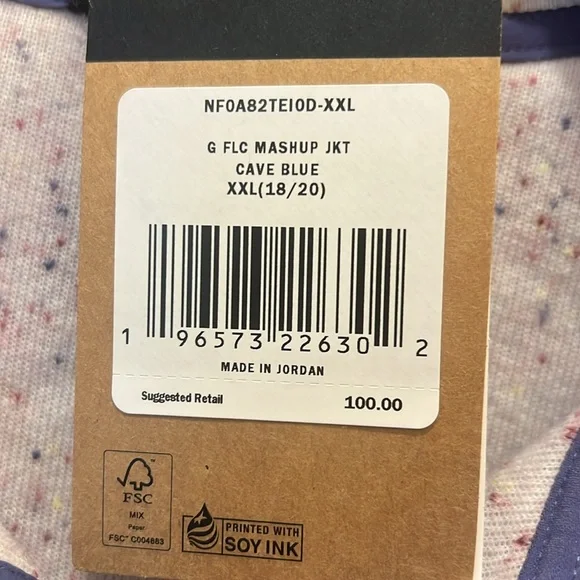 NF0A82TEI0D-XXL
G FLC MASHUP JKT
CAVE BLUE
XXL(18/20)
1 96573 22630 2
MADE IN JORDAN
Suggested Retail 100.00
FSC
MIX
Paper
FSC™ C004883
PRINTED WITH
SOY INK